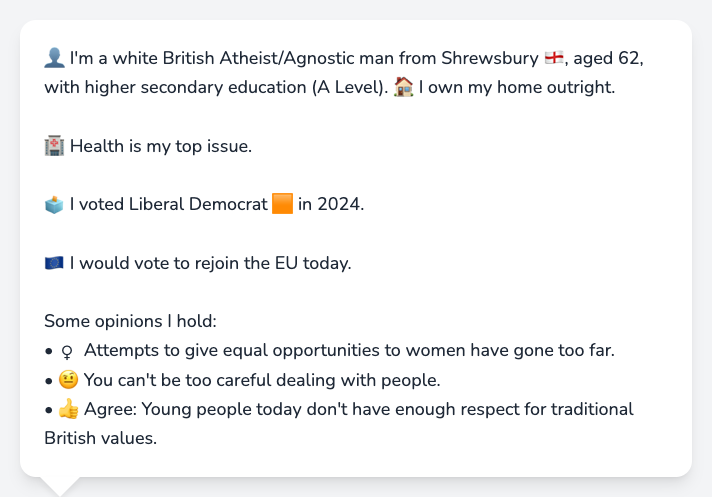 👤 I'm a white British Atheist/Agnostic man from Shrewsbury 🏴󠁧󠁢󠁥󠁮󠁧󠁿, aged 62,
with higher secondary education (A Level). 🏠 I own my home outright.
🏥 Health is my top issue.
🗳️ I voted Liberal Democrat 🟧 in 2024.
🇪🇺 I would vote to rejoin the EU today.
Some opinions I hold:
• ♀ Attempts to give equal opportunities to women have gone too far.
• 🤨 You can't be too careful dealing with people.
• 👍 Agree: Young people today don't have enough respect for traditional
British values.